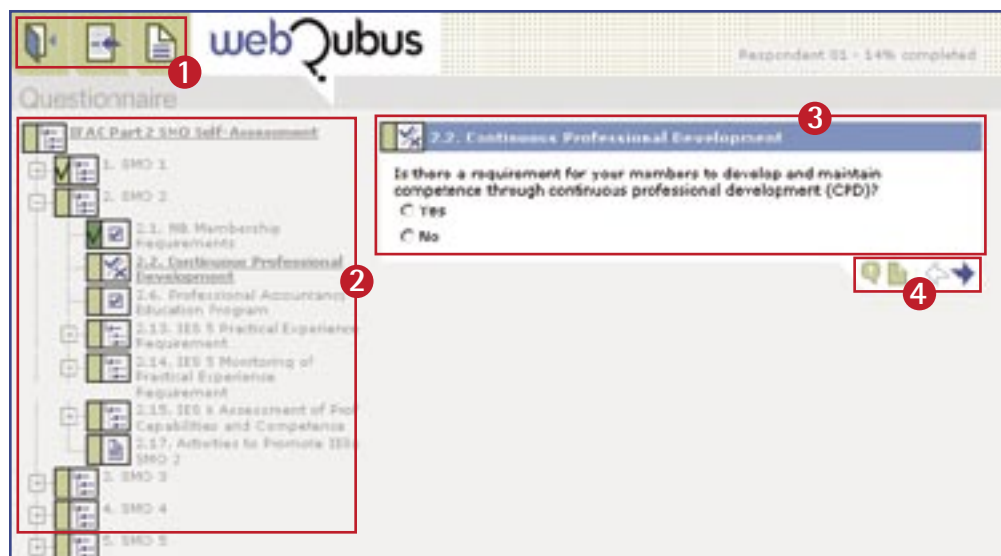 webQubus
1
Respondent 01 - 14% completed
Questionnaire
IFAC Part 2 SMO Self-Assessment
1. SMO 1
2. SMO 2
2.1. MB Membership
Requirements
2.2. Continuous Professional
Development
2
2.6. Professional Accountancy
Education Program
2.13. IES 5 Practical Experience
Requirement
2.14. IES 5 Monitoring of
Practical Experience
Requirement
2.15. IES 6 Assessment of Prof
Capabilities and Competence
2.17. Activities to Promote IESs
SMO 2
3. SMO 3
4. SMO 4
5. SMO 5
3
2.2. Continuous Professional Development
Is there a requirement for your members to develop and maintain
competence through continuous professional development (CPD)?
Yes
No
4